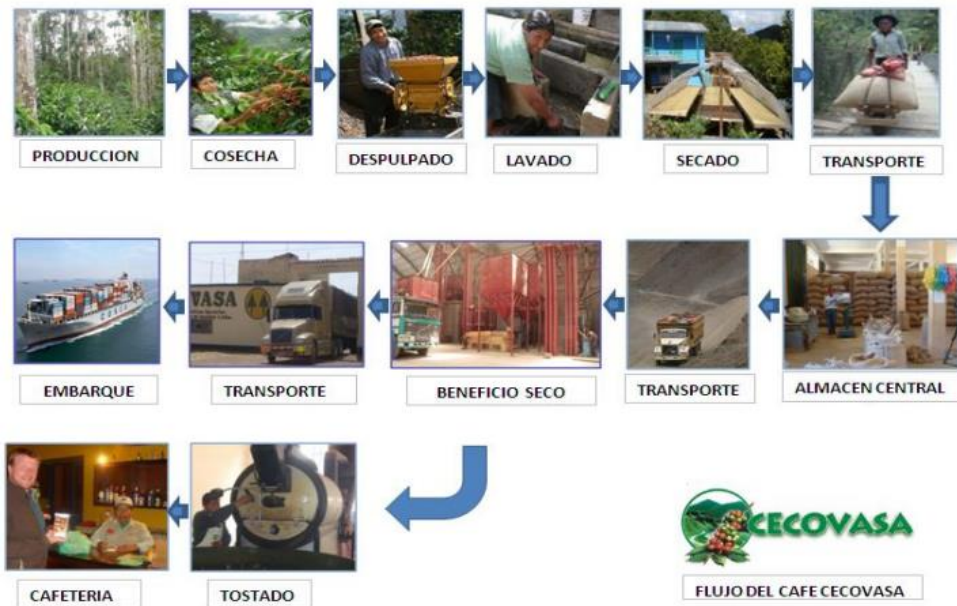 PRODUCCION
COSECHA
DESPULPADO
LAVADO
SECADO
TRANSPORTE
EMBARQUE
VASA
TRANSPORTE
BENEFICIO SECO
TRANSPORTE
ALMACEN CENTRAL
CAFETERIA
TOSTADO
CECOVASA
FLUJO DEL CAFE CECOVASA